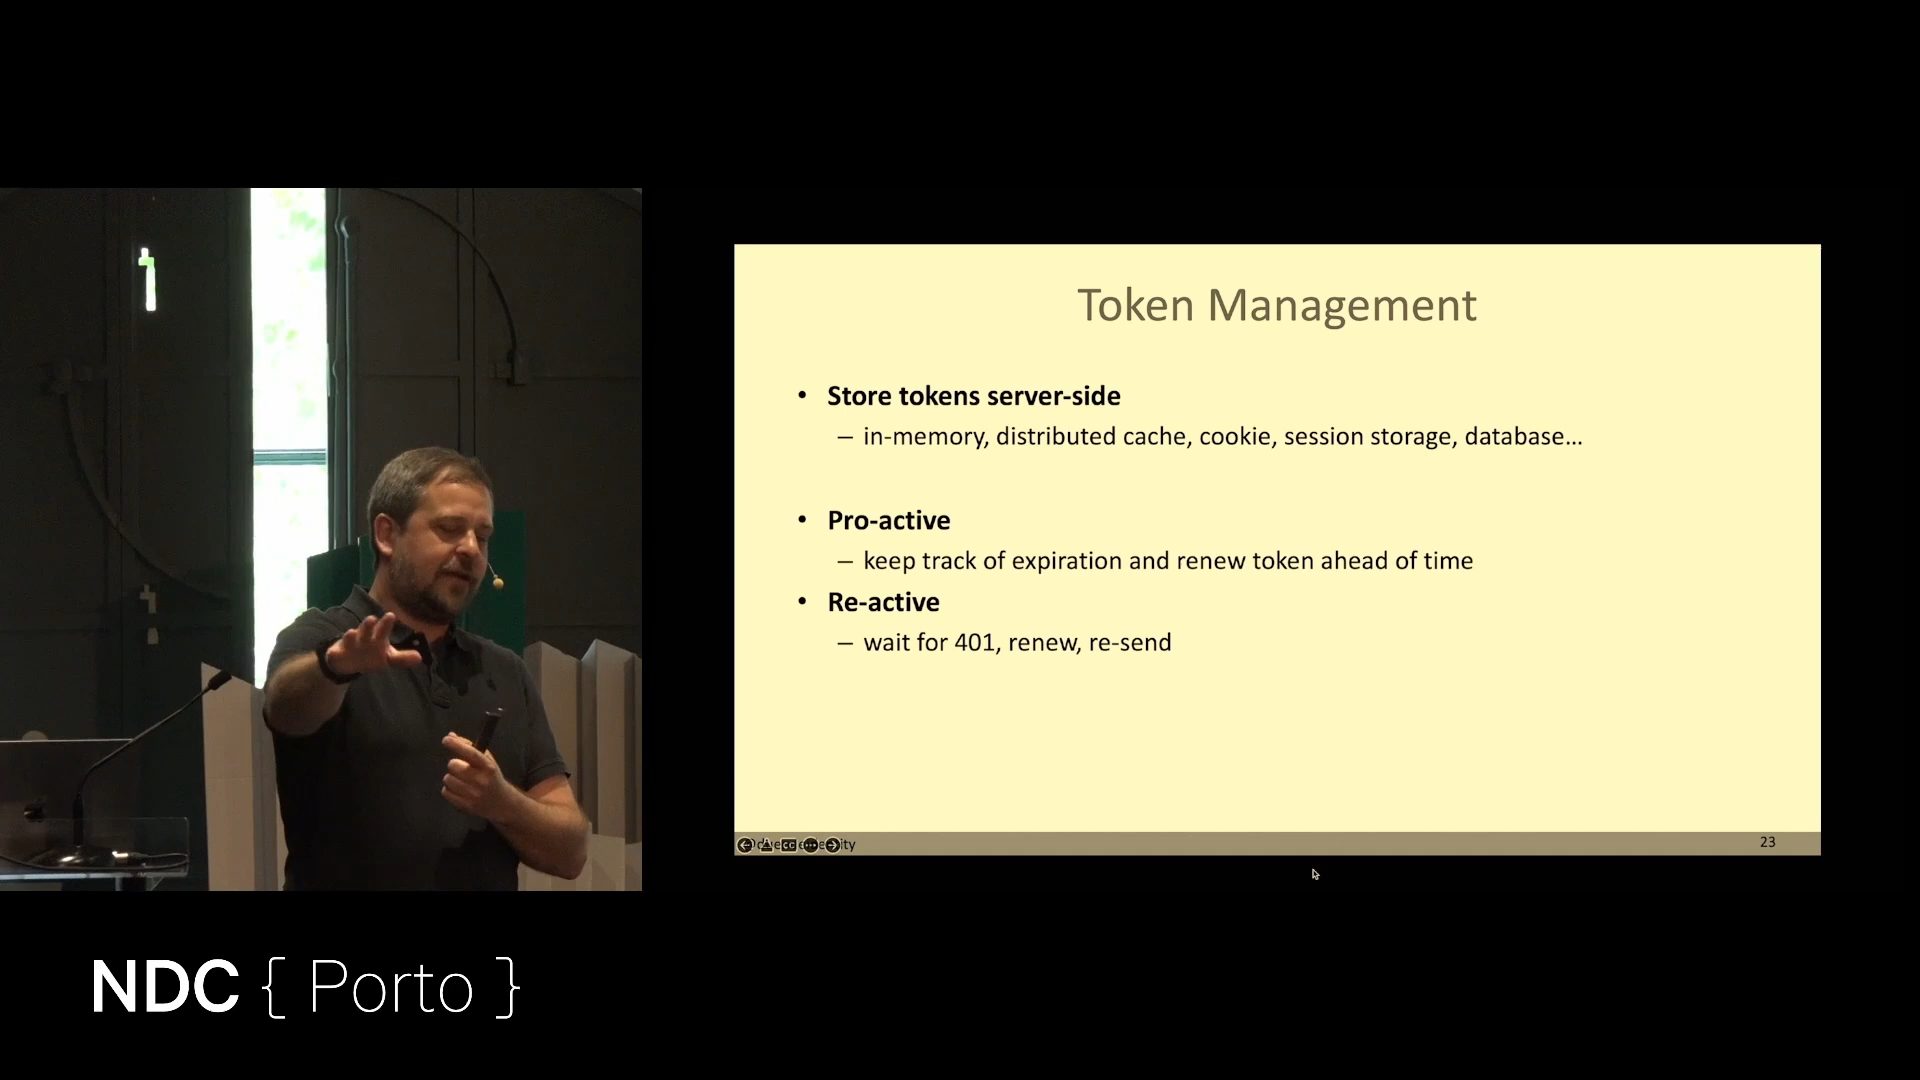 Token Management
• Store tokens server-side
– in-memory, distributed cache, cookie, session storage, database...
• Pro-active
– keep track of expiration and renew token ahead of time
• Re-active
– wait for 401, renew, re-send
23
NDC { Porto }